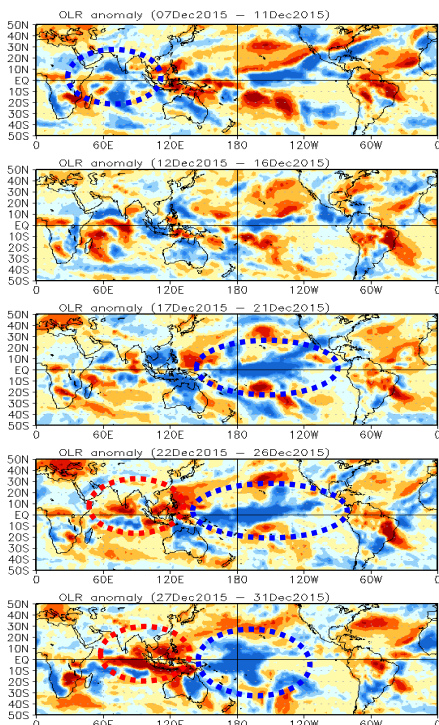 OLR anomaly (07Dec2015 - 11Dec2015)
50N
40N
30N
20N
10N
EQ
10S
20S
30S
40S
50S
0 60E 120E 180 120W 60W 0
OLR anomaly (12Dec2015 - 16Dec2015)
50N
40N
30N
20N
10N
EQ
10S
20S
30S
40S
50S
0 60E 120E 180 120W 60W 0
OLR anomaly (17Dec2015 - 21Dec2015)
50N
40N
30N
20N
10N
EQ
10S
20S
30S
40S
50S
0 60E 120E 180 120W 60W 0
OLR anomaly (22Dec2015 - 26Dec2015)
50N
40N
30N
20N
10N
EQ
10S
20S
30S
40S
50S
0 60E 120E 180 120W 60W 0
OLR anomaly (27Dec2015 - 31Dec2015)
50N
40N
30N
20N
10N
EQ
10S
20S
30S
40S
50S
0 60E 120E 180 120W 60W 0